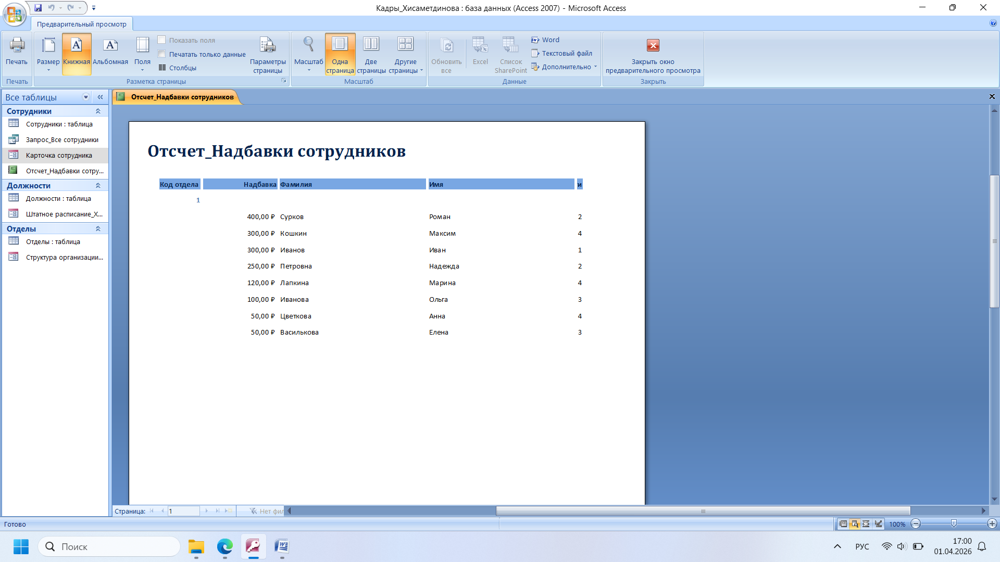 Кадры_Хисаметдинова : база данных (Access 2007) - Microsoft Access
Предварительный просмотр
Печать
Размер
Книжная
Альбомная
Поля
Показать поля
Печатать только данные
Столбцы
Параметры страницы
Масштаб
Одна страница
Две страницы
Другие страницы
Обновить все
Excel
Список SharePoint
Word
Текстовый файл
Дополнительно
Закрыть окно предварительного просмотра
Печать
Разметка страницы
Масштаб
Данные
Закрыть
Все таблицы
Сотрудники
Сотрудники : таблица
Запрос_Все сотрудники
Карточка сотрудника
Отсчет_Надбавки сотру...
Должности
Должности : таблица
Штатное расписание_Х...
Отделы
Отделы : таблица
Структура организации...
Отсчет_Надбавки сотрудников
Отсчет_Надбавки сотрудников
Код отдела Надбавка Фамилия Имя и
1
400,00 ₽ Сурков Роман 2
300,00 ₽ Кошкин Максим 4
300,00 ₽ Иванов Иван 1
250,00 ₽ Петровна Надежда 2
120,00 ₽ Лапкина Марина 4
100,00 ₽ Иванова Ольга 3
50,00 ₽ Цветкова Анна 4
50,00 ₽ Василькова Елена 3
Страница: 1 Нет фил
Готово
100%
Поиск
РУС
17:00
01.04.2026